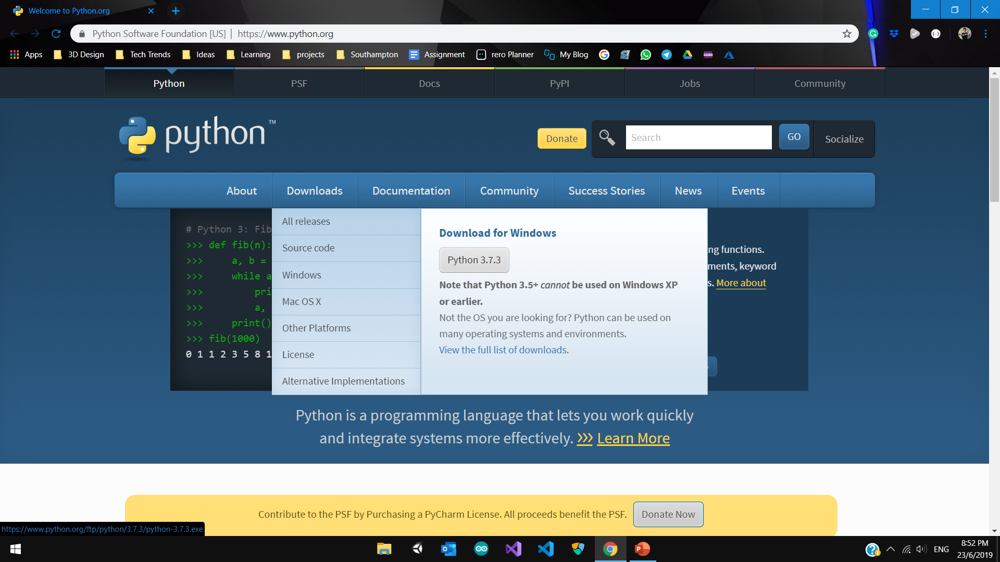 Welcome to Python.org
Python Software Foundation [US] | https://www.python.org
Apps 3D Design Tech Trends Ideas Learning projects Southampton Assignment rero Planner My Blog
Python PSF Docs PyPI Jobs Community
python TM
Donate Search GO Socialize
About Downloads Documentation Community Success Stories News Events
# Python 3: Fib
>>> def fib(n):
>>> a, b =
>>> while a
>>> pri
>>> a,
>>> print()
>>> fib(1000)
0 1 1 2 3 5 8 1
All releases
Source code
Windows
Mac OS X
Other Platforms
License
Alternative Implementations
Download for Windows
Python 3.7.3
Note that Python 3.5+ cannot be used on Windows XP
or earlier.
Not the OS you are looking for? Python can be used on
many operating systems and environments.
View the full list of downloads.
ng functions.
ments, keyword
s. More about
Python is a programming language that lets you work quickly
and integrate systems more effectively. >>> Learn More
Contribute to the PSF by Purchasing a PyCharm License. All proceeds benefit the PSF. Donate Now
https://www.python.org/ftp/python/3.7.3/python-3.7.3.exe
ENG
8:52 PM
23/6/2019